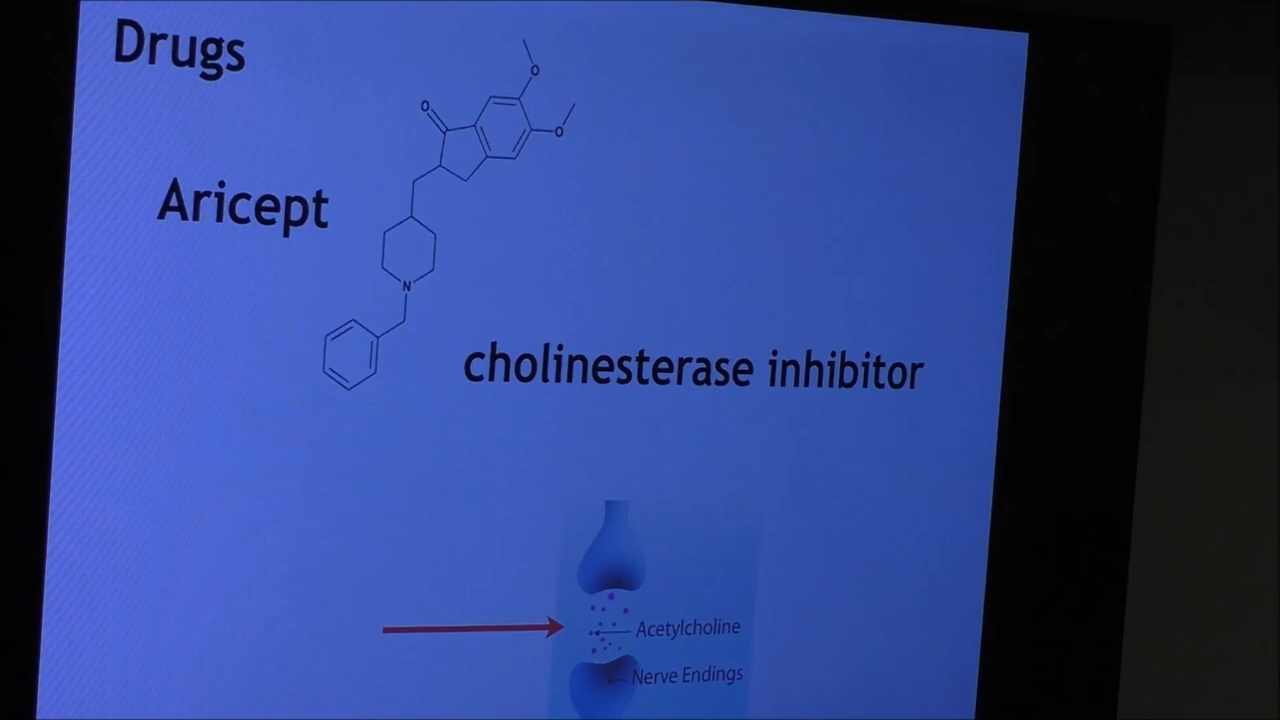 Drugs
O
O
O
Aricept
N
cholinesterase inhibitor
Acetylcholine
Nerve Endings